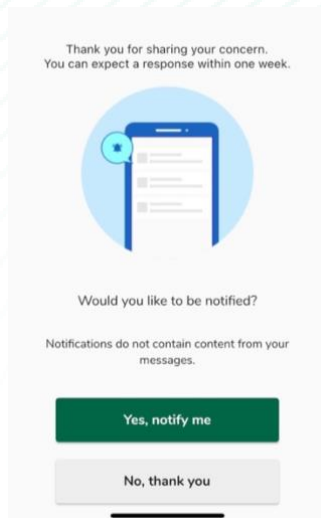 Thank you for sharing your concern.
You can expect a response within one week.
Would you like to be notified?
Notifications do not contain content from your
messages.
Yes, notify me
No, thank you